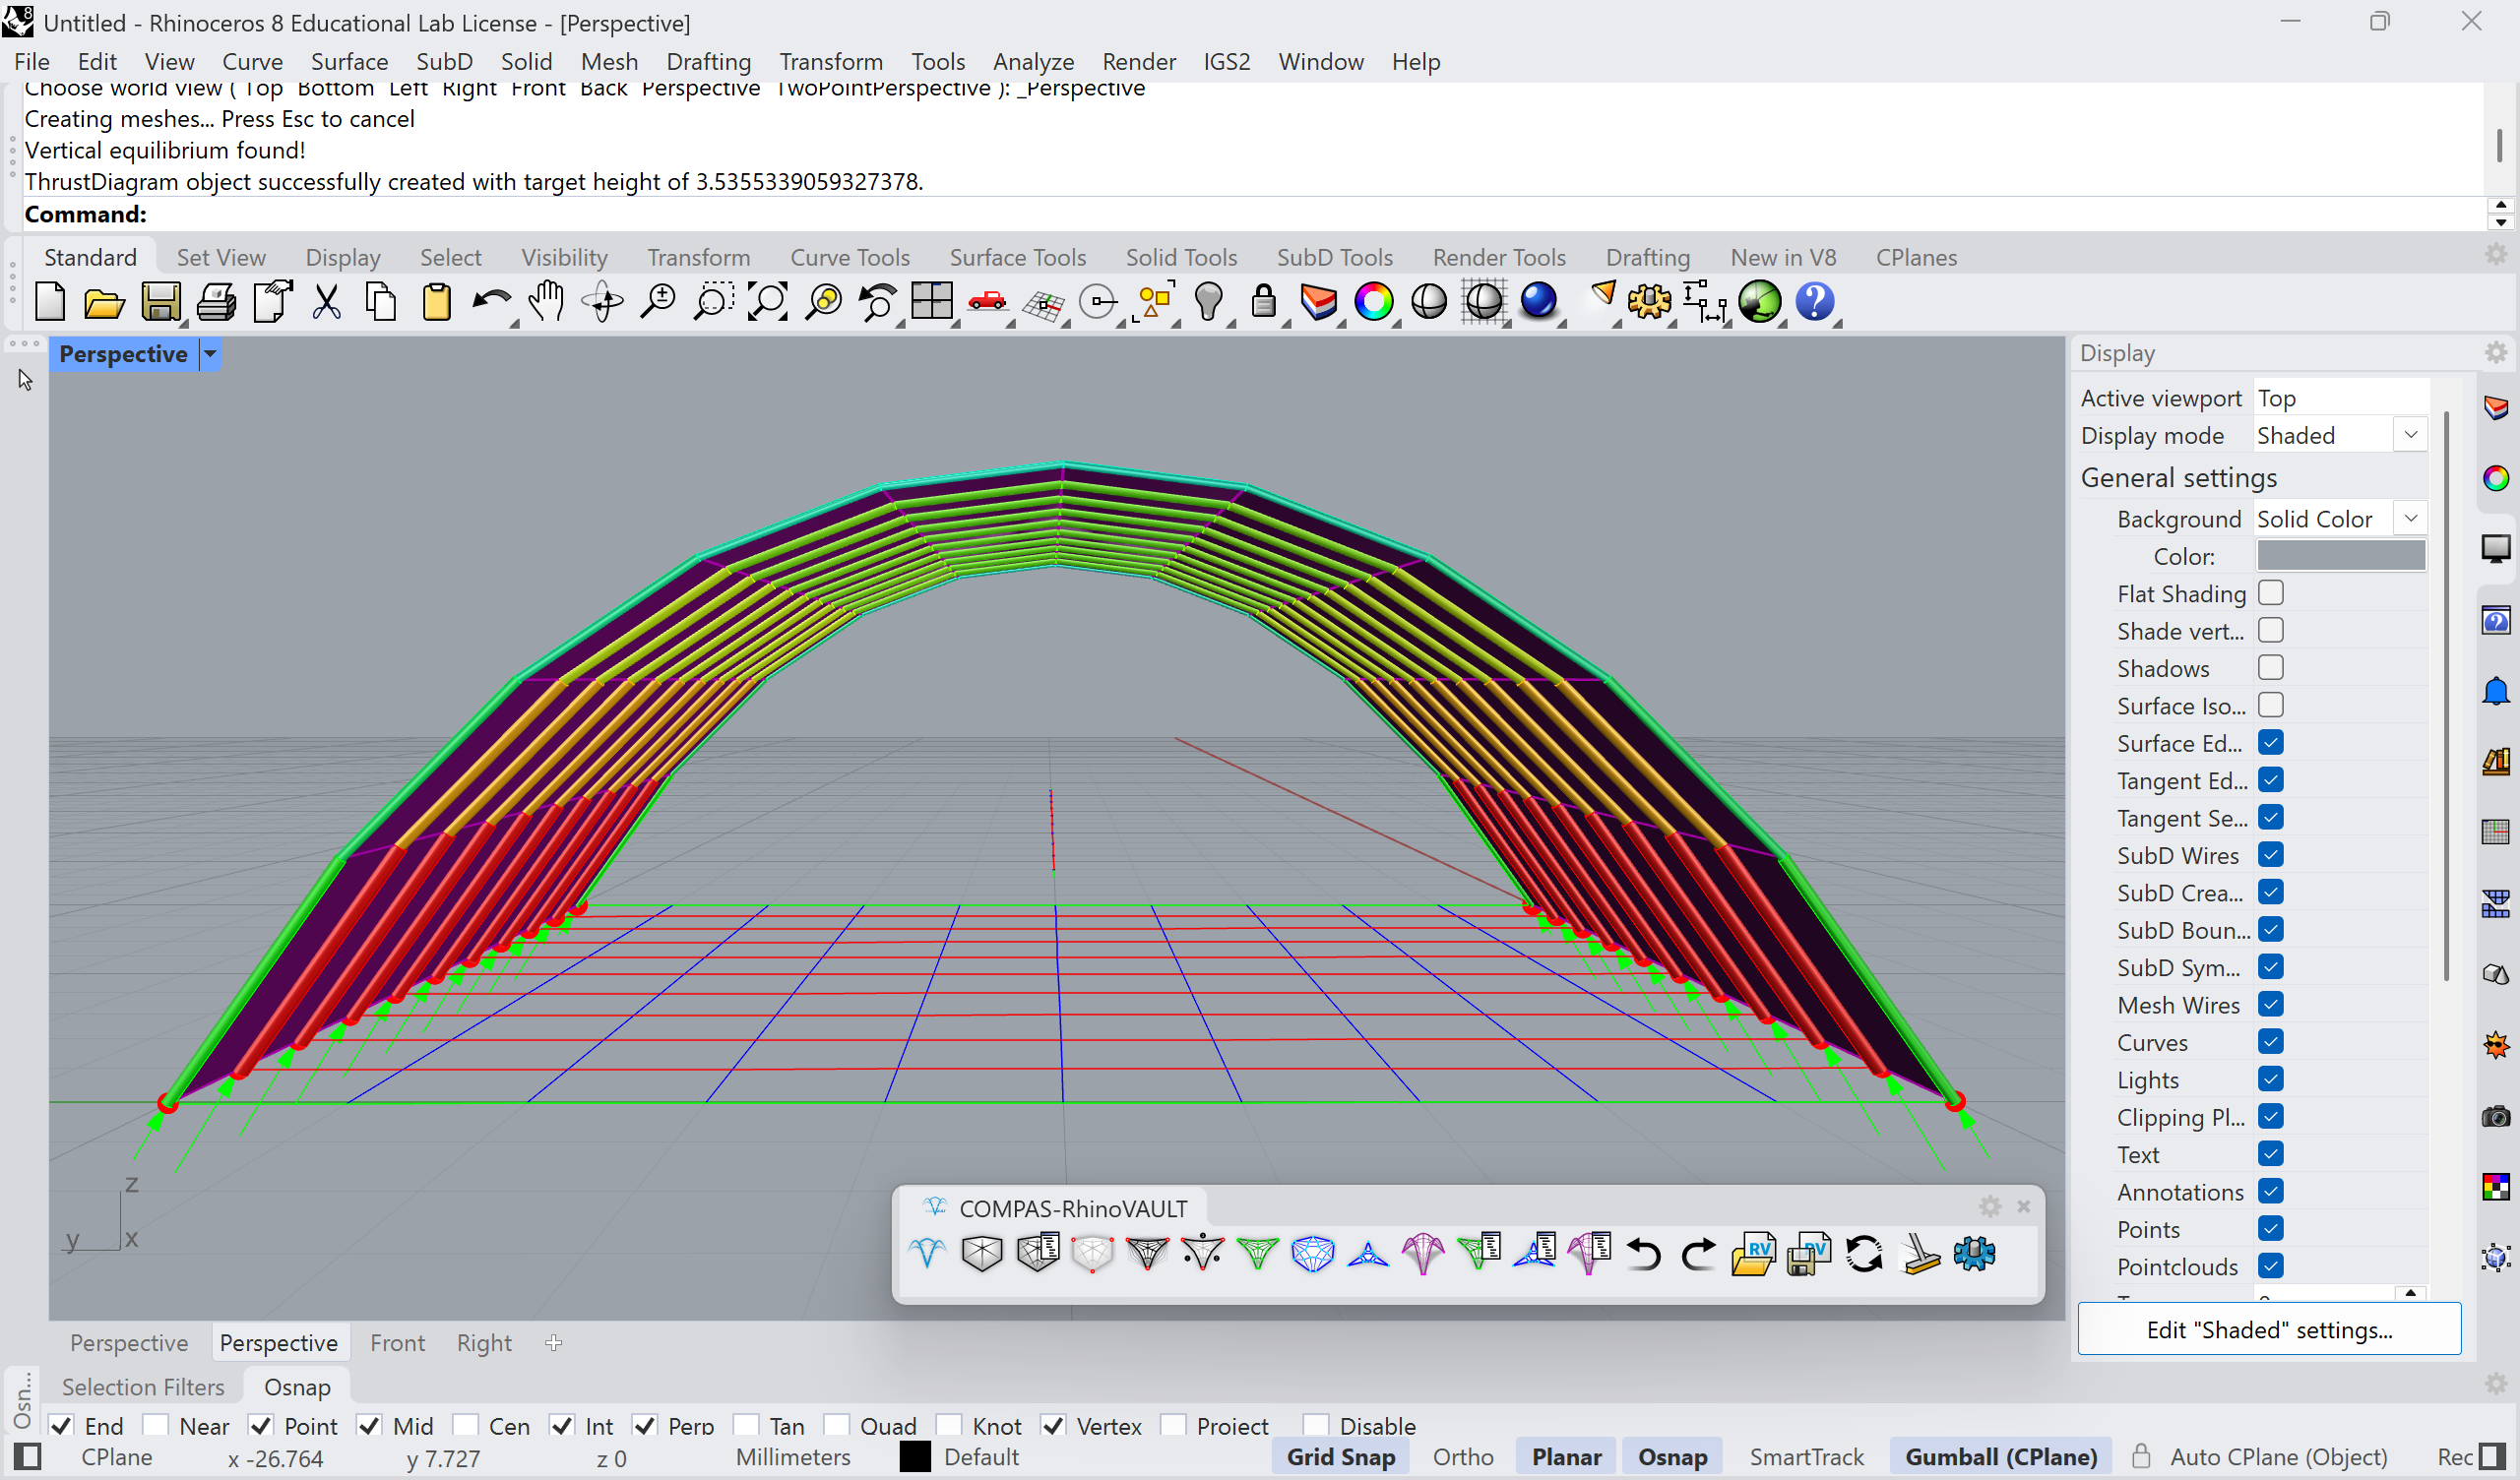 Untitled - Rhinoceros 8 Educational Lab License - [Perspective]
File Edit View Curve Surface SubD Solid Mesh Drafting Transform Tools Analyze Render IGS2 Window Help
Choose world view ( Top Bottom Left Right Front Back Perspective TwoPointPerspective ): _Perspective
Creating meshes... Press Esc to cancel
Vertical equilibrium found!
ThrustDiagram object successfully created with target height of 3.5355339059327378.
Command:
Standard Set View Display Select Visibility Transform Curve Tools Surface Tools Solid Tools SubD Tools Render Tools Drafting New in V8 CPlanes
Perspective
Display
Active viewport Top
Display mode Shaded
General settings
Background Solid Color
Color:
Flat Shading
Shade vert...
Shadows
Surface Iso...
Surface Ed...
Tangent Ed...
Tangent Se...
SubD Wires
SubD Crea...
SubD Boun...
SubD Sym...
Mesh Wires
Curves
Lights
Clipping Pl...
Text
Annotations
Points
Pointclouds
Edit "Shaded" settings...
z
y x
COMPAS-RhinoVAULT
RV RV
Perspective Perspective Front Right
Osn...
Selection Filters Osnap
End Near Point Mid Cen Int Perp Tan Quad Knot Vertex Project Disable
CPlane x -26.764 y 7.727 z 0 Millimeters Default Grid Snap Ortho Planar Osnap SmartTrack Gumball (CPlane) Auto CPlane (Object) Rec